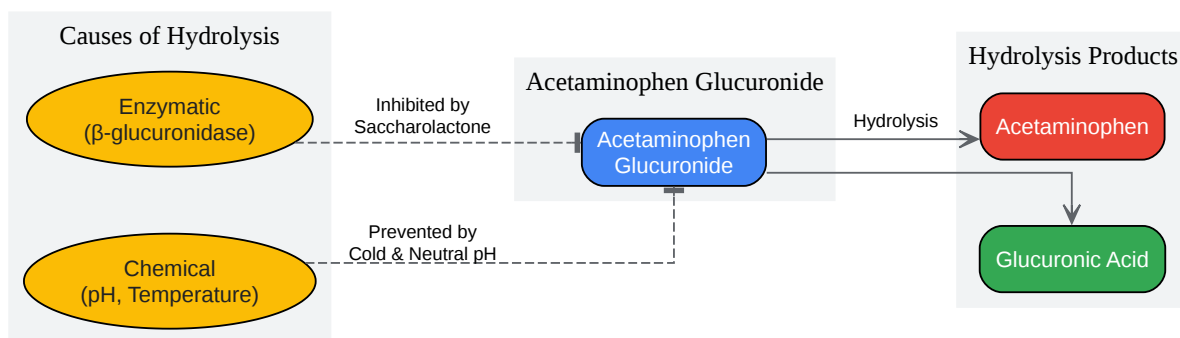 Causes of Hydrolysis
Enzymatic
(β-glucuronidase)
Chemical
(pH, Temperature)
Inhibited by
Saccharolactone
Prevented by
Cold & Neutral pH
Acetaminophen Glucuronide
Acetaminophen
Glucuronide
Hydrolysis
Hydrolysis Products
Acetaminophen
Glucuronic Acid